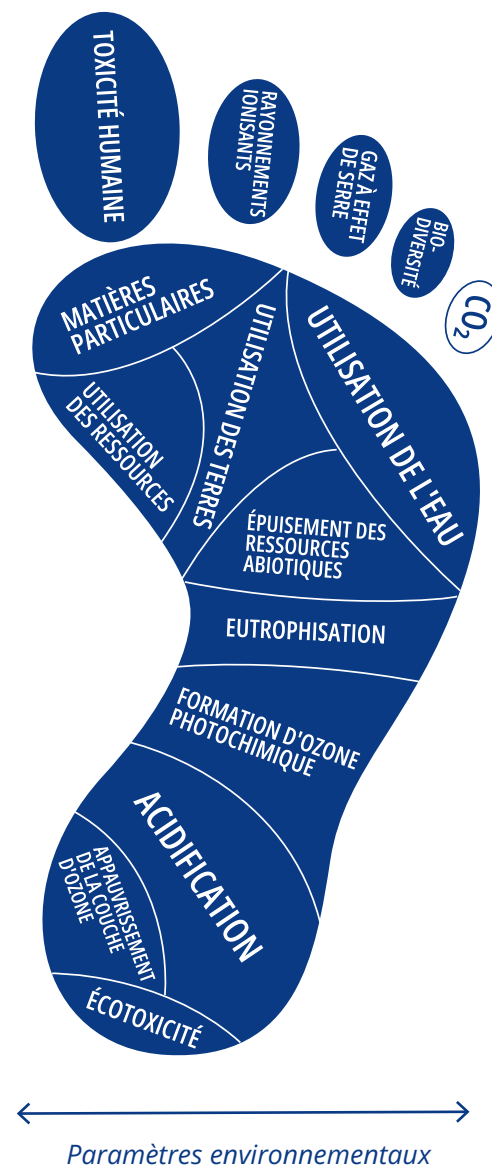 TOXICITÉ HUMAINE
RAYONNEMENTS
IONISANTS
GAZ À EFFET
DE SERRE
BIO-
DIVERSITÉ
CO₂
MATIÈRES
PARTICULAIRES
UTILISATION
DES RESSOURCES
UTILISATION DES TERRES
UTILISATION DE L'EAU
ÉPUISEMENT DES
RESSOURCES
ABIOTIQUES
EUTROPHISATION
FORMATION D'OZONE
PHOTOCHIMIQUE
ACIDIFICATION
APPAUVRISSEMENT
DE LA COUCHE
D'OZONE
ÉCOTOXICITÉ
Paramètres environnementaux